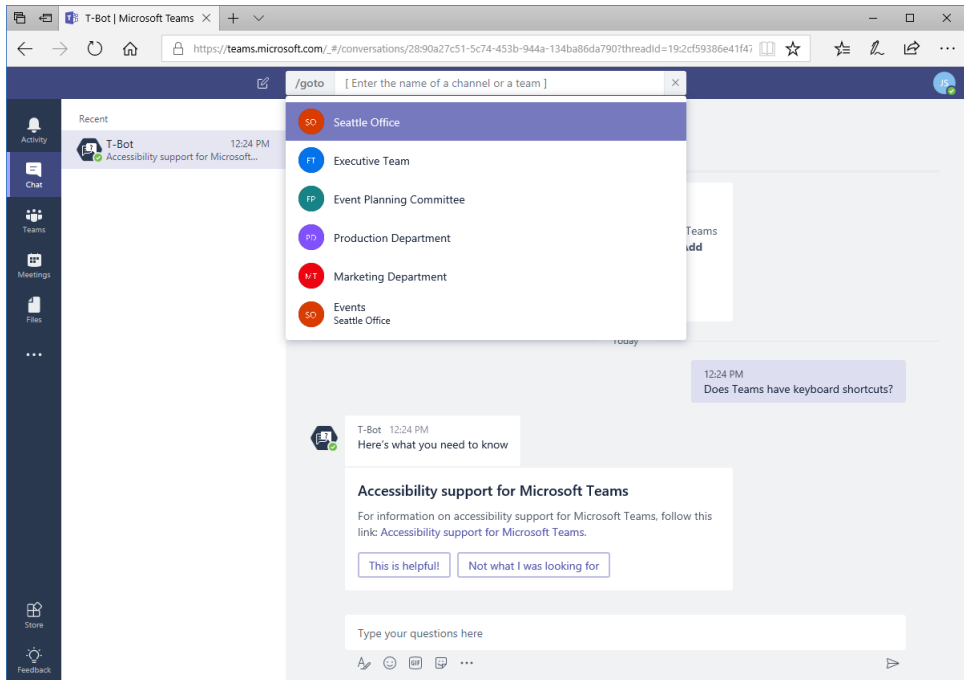 T-Bot | Microsoft Teams
https://teams.microsoft.com/_#/conversations/28:90a27c51-5c74-453b-944a-134ba86da790?threadId=19:2cf59386e41f47
/goto [ Enter the name of a channel or a team ]
JS
Activity
Chat
Teams
Meetings
Files
Store
Feedback
Recent
T-Bot 12:24 PM
Accessibility support for Microsoft...
SO Seattle Office
ET Executive Team
EP Event Planning Committee
PD Production Department
MT Marketing Department
SO Events
Seattle Office
Teams
Today
12:24 PM
Does Teams have keyboard shortcuts?
T-Bot 12:24 PM
Here's what you need to know
Accessibility support for Microsoft Teams
For information on accessibility support for Microsoft Teams, follow this
link: Accessibility support for Microsoft Teams.
This is helpful!
Not what I was looking for
Type your questions here
GIF